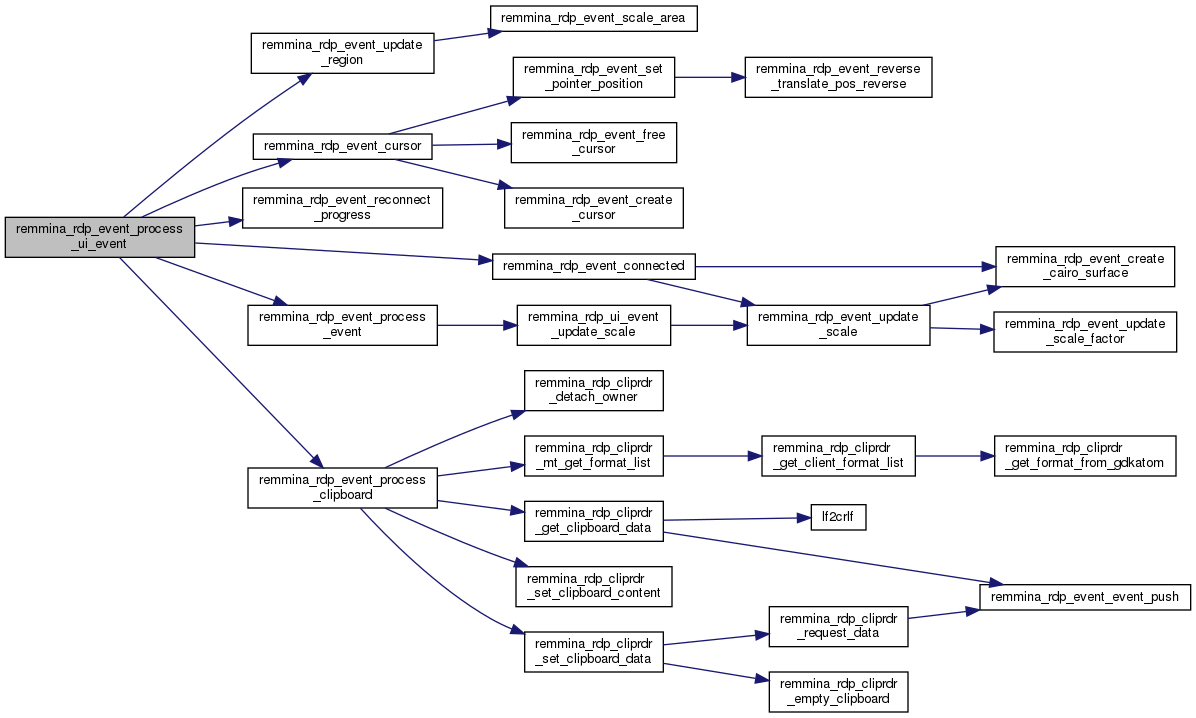 remmina_rdp_event_process
_ui_event
remmina_rdp_event_update
_region
remmina_rdp_event_scale_area
remmina_rdp_event_cursor
remmina_rdp_event_set
_pointer_position
remmina_rdp_event_reverse
_translate_pos_reverse
remmina_rdp_event_free
_cursor
remmina_rdp_event_create
_cursor
remmina_rdp_event_reconnect
_progress
remmina_rdp_event_connected
remmina_rdp_event_create
_cairo_surface
remmina_rdp_event_process
_event
remmina_rdp_ui_event
_update_scale
remmina_rdp_event_update
_scale
remmina_rdp_event_update
_scale_factor
remmina_rdp_event_process
_clipboard
remmina_rdp_cliprdr
_detach_owner
remmina_rdp_cliprdr
_mt_get_format_list
remmina_rdp_cliprdr
_get_client_format_list
remmina_rdp_cliprdr
_get_format_from_gdkatom
remmina_rdp_cliprdr
_get_clipboard_data
lf2crlf
remmina_rdp_cliprdr
_set_clipboard_content
remmina_rdp_event_event_push
remmina_rdp_cliprdr
_set_clipboard_data
remmina_rdp_cliprdr
_request_data
remmina_rdp_cliprdr
_empty_clipboard